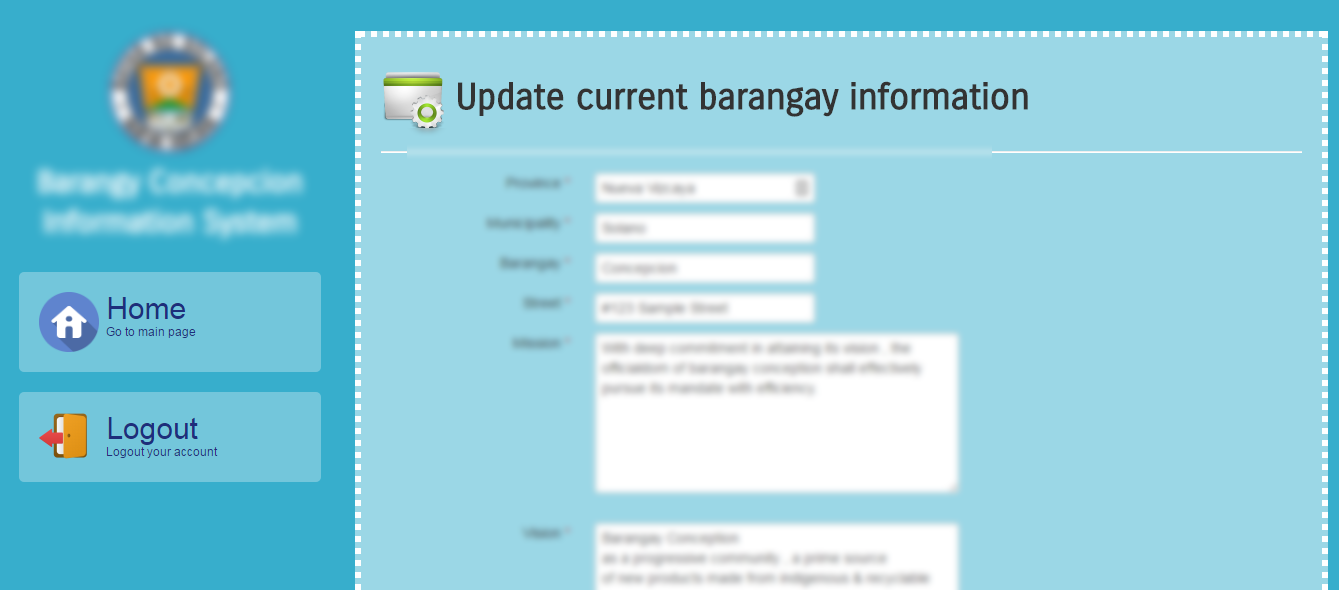 Barangy Concepcion
Information System
Home
Go to main page
Logout
Logout your account
Update current barangay information
Province *
Nueva Vizcaya
Municipality *
Solano
Barangay *
Concepcion
Street *
#123 Sample Street
Mission *
With deep commitment in attaining its vision , the
officialdom of barangay conception shall effectively
pursue its mandate with efficiency.
Vision *
Barangay Conception
as a progressive community , a prime source
of new products made from indigenous & recyclable